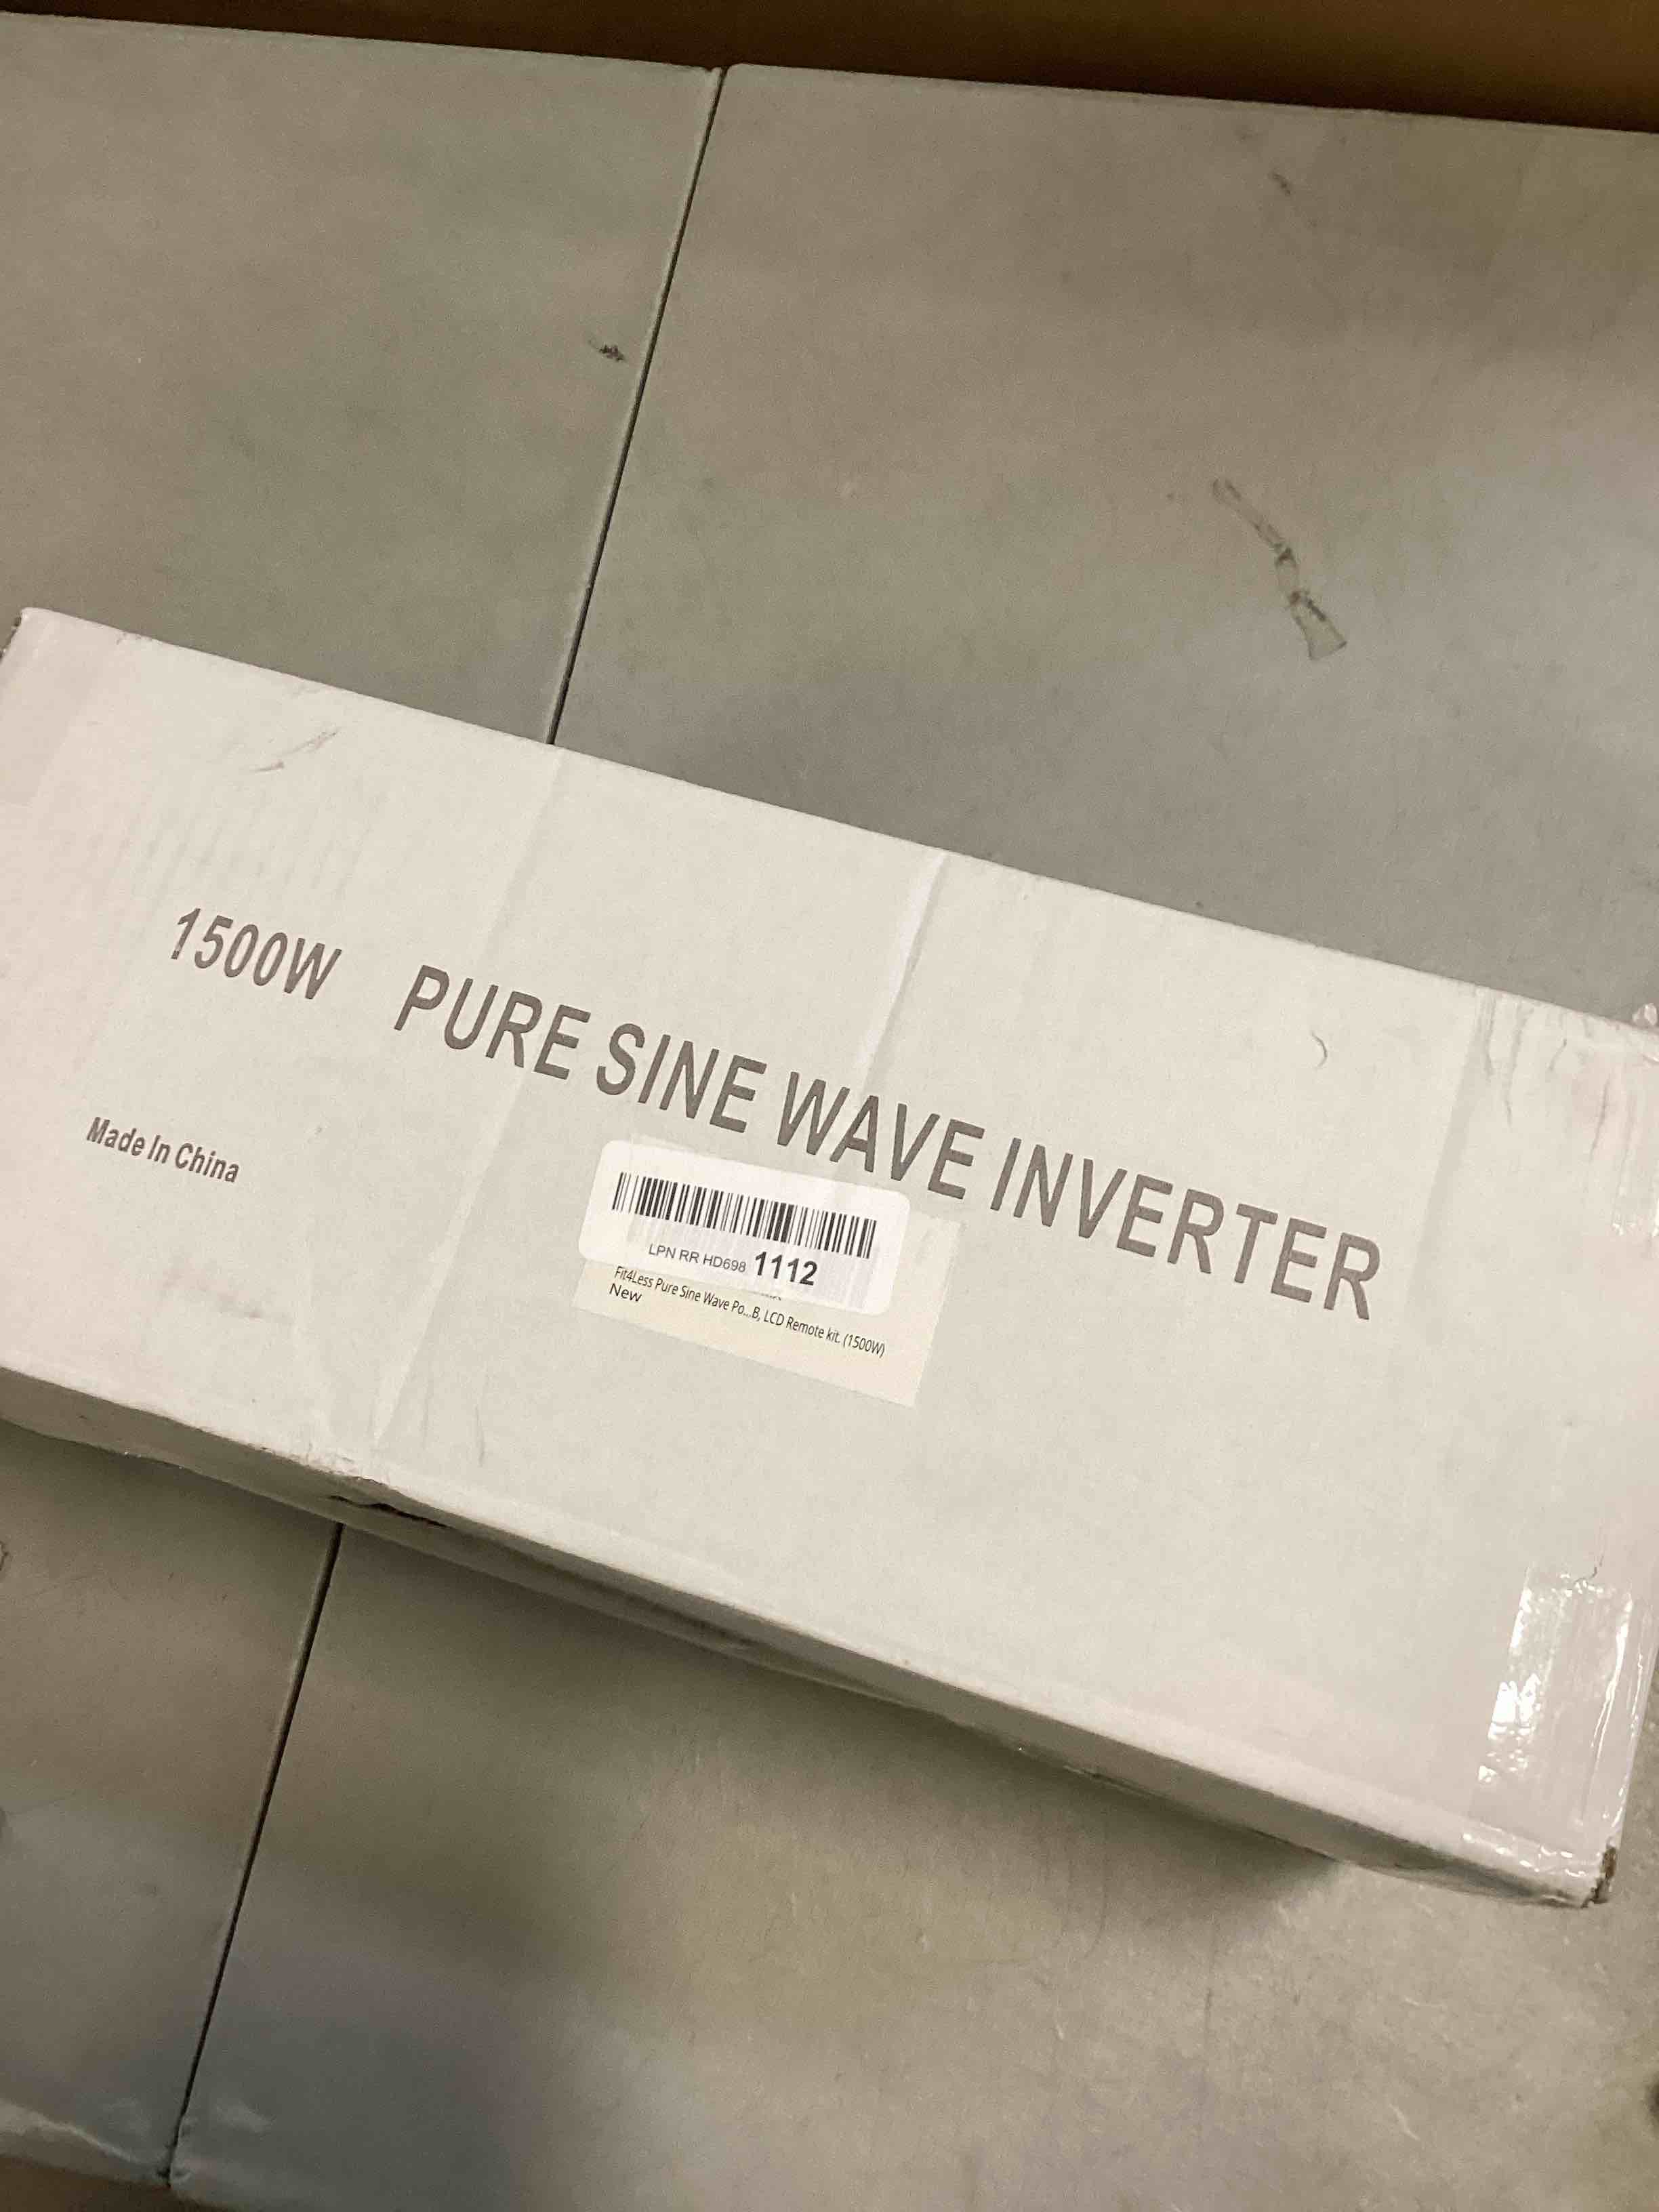 1500W PURE SINE WAVE INVERTER
Made In China
LPN RR HD698 1112
Fit4Less Pure Sine Wave Po...B, LCD Remote kit. (1500W)
New